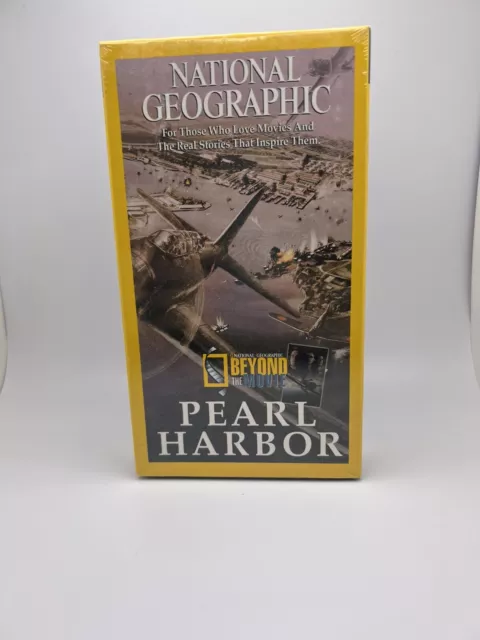 NATIONAL
GEOGRAPHIC
For Those Who Love Movies And
The Real Stories That Inspire Them.
NATIONAL GEOGRAPHIC
BEYOND
THE MOVIE
PEARL
HARBOR